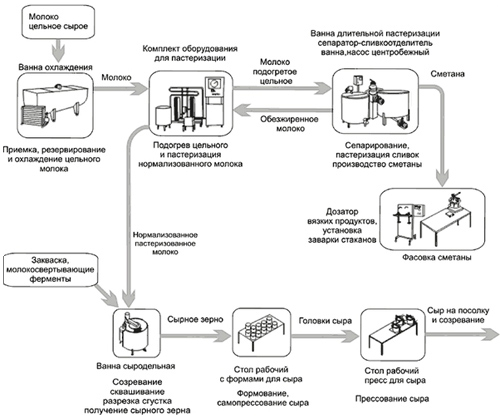 Молоко
цельное сырое
Ванна охлаждения
Приемка, резервирование
и охлаждение цельного
молока
Молоко
Комплект оборудования
для пастеризации
Подогрев цельного
и пастеризация
нормализованного молока
Молоко
подогретое
цельное
Обезжиренное
молоко
Ванна длительной пастеризации
сепаратор-сливкоотделитель
ванна,насос центробежный
Сепарирование,
пастеризация сливок
производство сметаны
Сметана
Дозатор
вязких продуктов,
установка
заварки стаканов
Фасовка сметаны
Нормализованное
пастеризованное
молоко
Закваска,
молокосвертывающие
ферменты
Ванна сыродельная
Созревание
сквашивание
разрезка сгустка
получение сырного зерна
Сырное зерно
Стол рабочий
с формами для сыра
Формование,
самопрессование сыра
Головки сыра
Стол рабочий
пресс для сыра
Прессование сыра
Сыр на посолку
и созревание